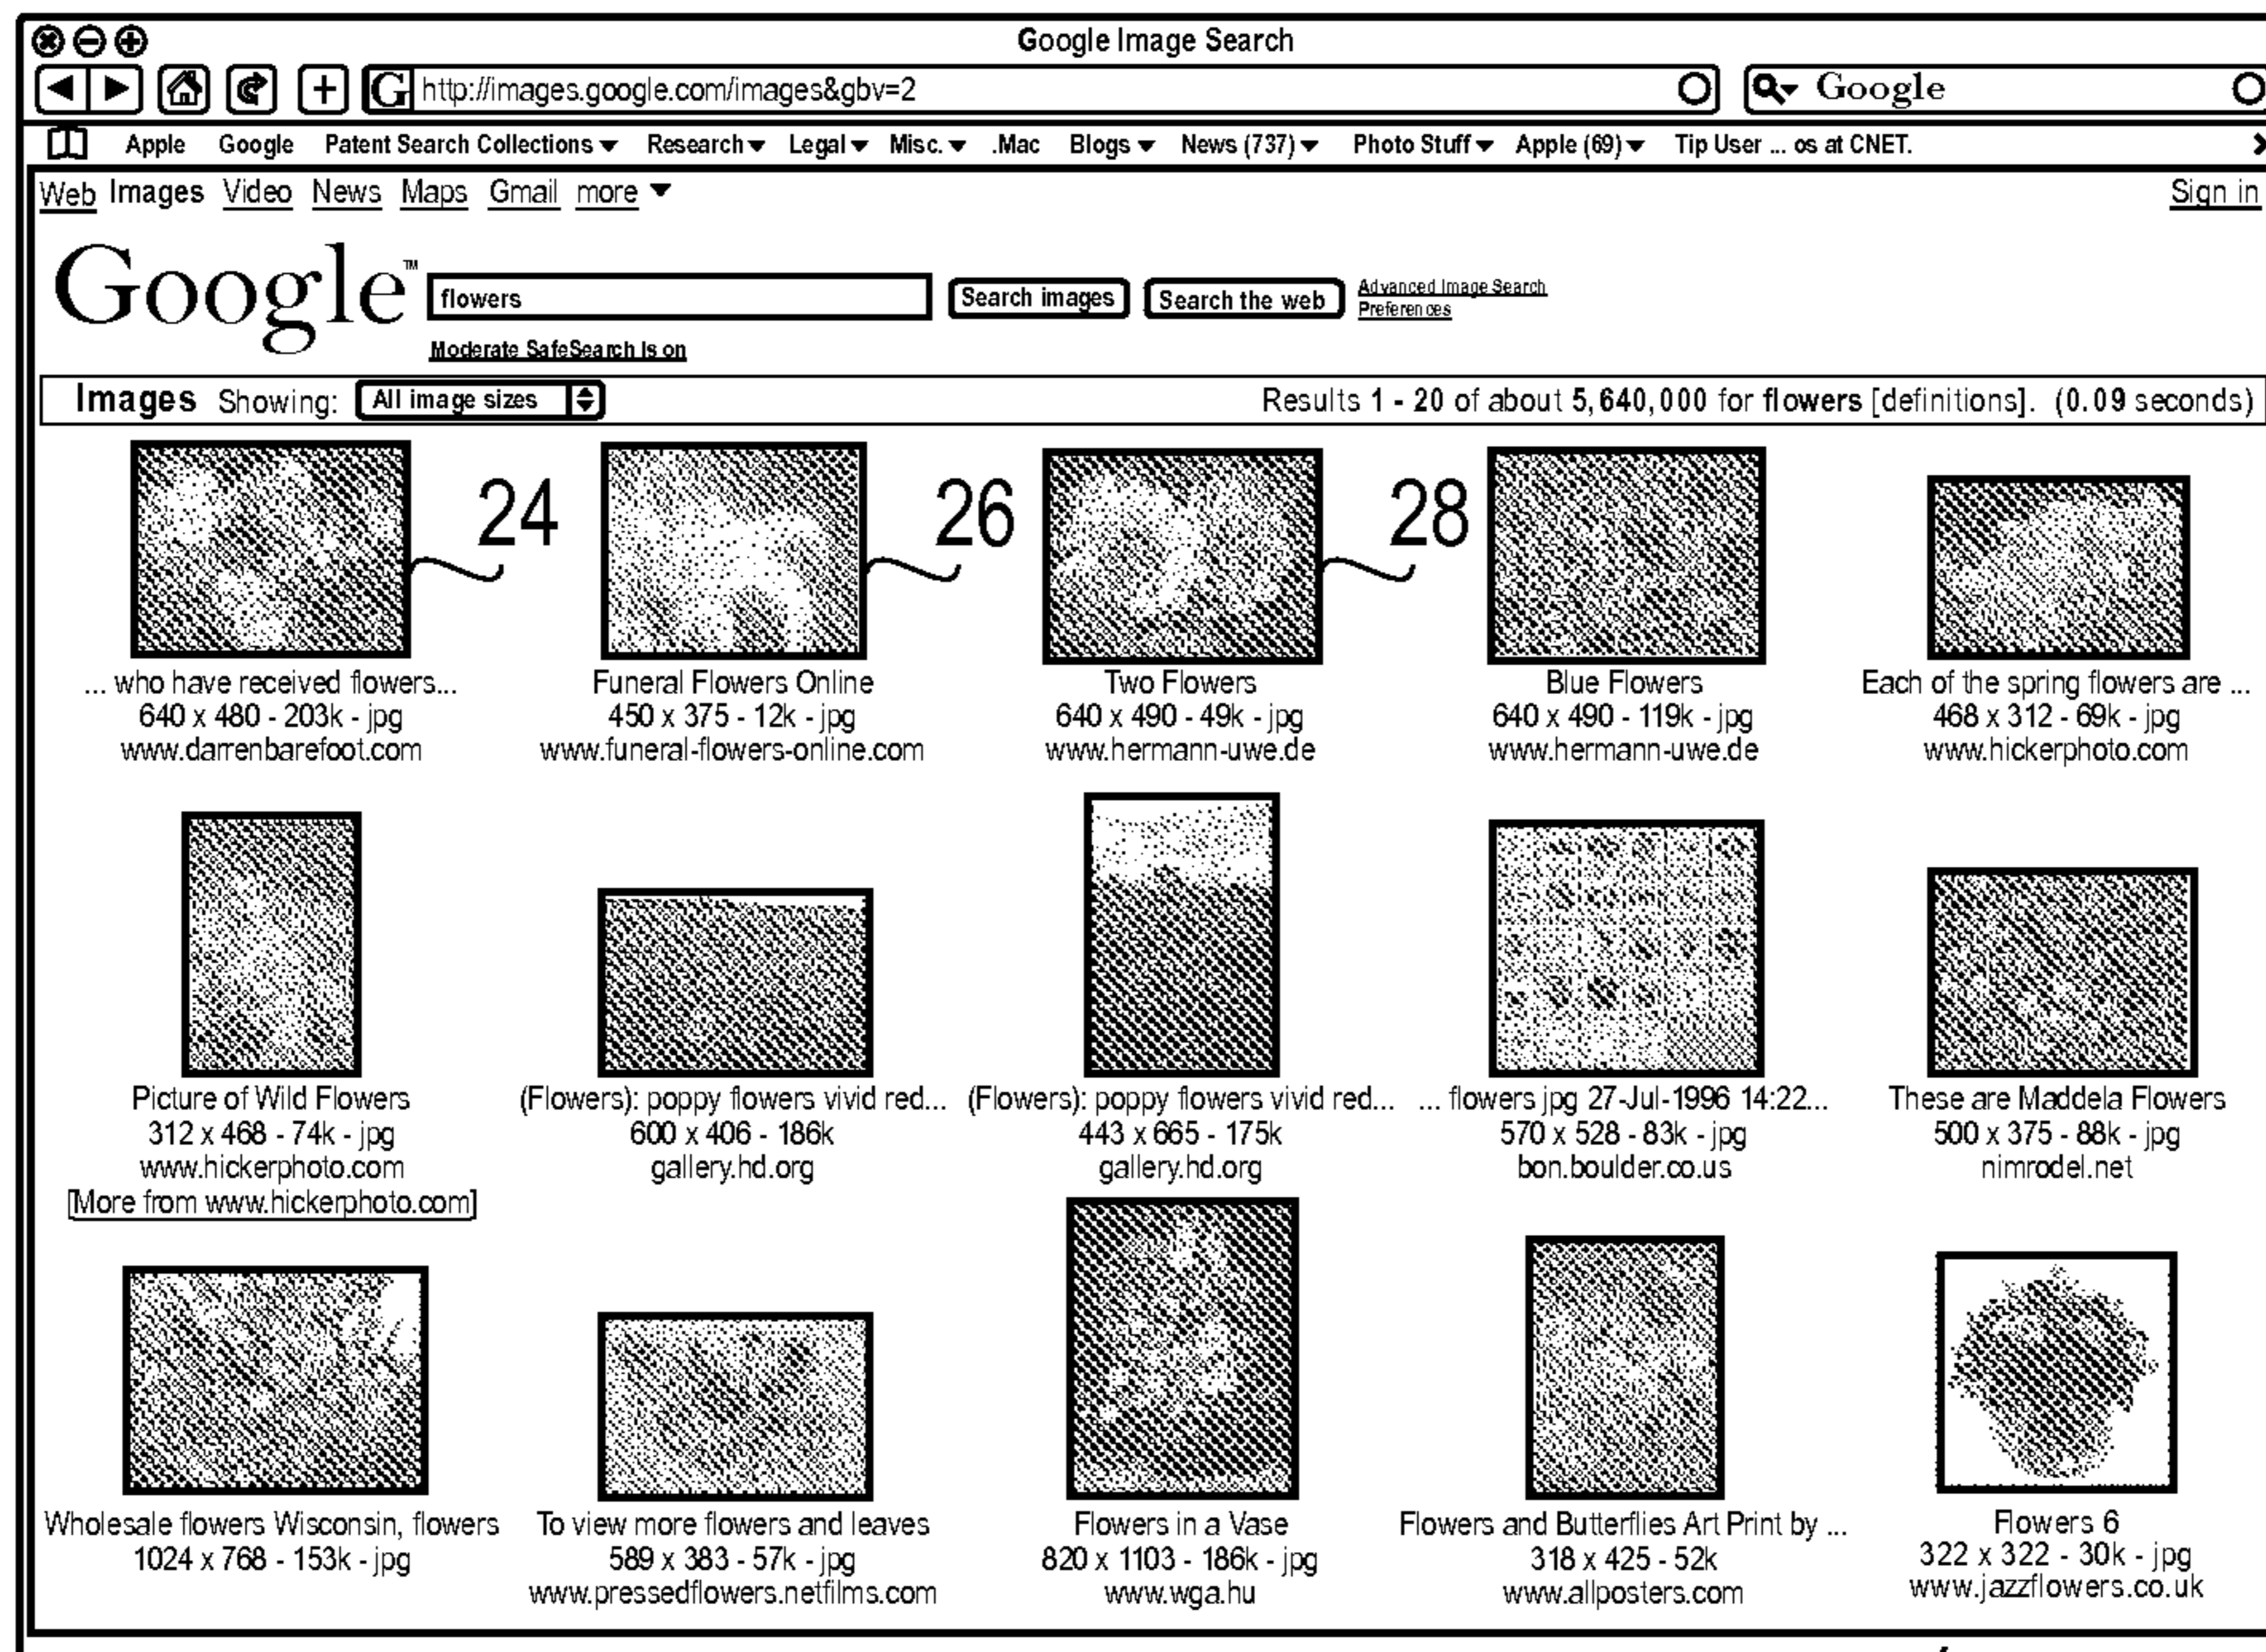 Google Image Search
G http://images.google.com/images&gbv=2 Google
Apple Google Patent Search Collections Research Legal Misc. .Mac Blogs News (737) Photo Stuff Apple (69) Tip User ... os at CNET.
Web Images Video News Maps Gmail more Sign in
Google™ flowers Search images Search the web Advanced Image Search
Preferences
Moderate SafeSearch is on
Images Showing: All image sizes Results 1 - 20 of about 5,640,000 for flowers [definitions]. (0.09 seconds)
24 26 28
... who have received flowers... Funeral Flowers Online Two Flowers Blue Flowers Each of the spring flowers are ...
640 x 480 - 203k - jpg 450 x 375 - 12k - jpg 640 x 490 - 49k - jpg 640 x 490 - 119k - jpg 468 x 312 - 69k - jpg
www.darrenbarefoot.com www.funeral-flowers-online.com www.hermann-uwe.de www.hermann-uwe.de www.hickerphoto.com
Picture of Wild Flowers (Flowers): poppy flowers vivid red... (Flowers): poppy flowers vivid red... ... flowers jpg 27-Jul-1996 14:22... These are Maddela Flowers
312 x 468 - 74k - jpg 600 x 406 - 186k 443 x 665 - 175k 570 x 528 - 83k - jpg 500 x 375 - 88k - jpg
www.hickerphoto.com gallery.hd.org gallery.hd.org bon.boulder.co.us nimrodel.net
[More from www.hickerphoto.com]
Wholesale flowers Wisconsin, flowers To view more flowers and leaves Flowers in a Vase Flowers and Butterflies Art Print by ... Flowers 6
1024 x 768 - 153k - jpg 589 x 383 - 57k - jpg 820 x 1103 - 186k - jpg 318 x 425 - 52k 322 x 322 - 30k - jpg
www.pressedflowers.netfilms.com www.wga.hu www.allposters.com www.jazzflowers.co.uk